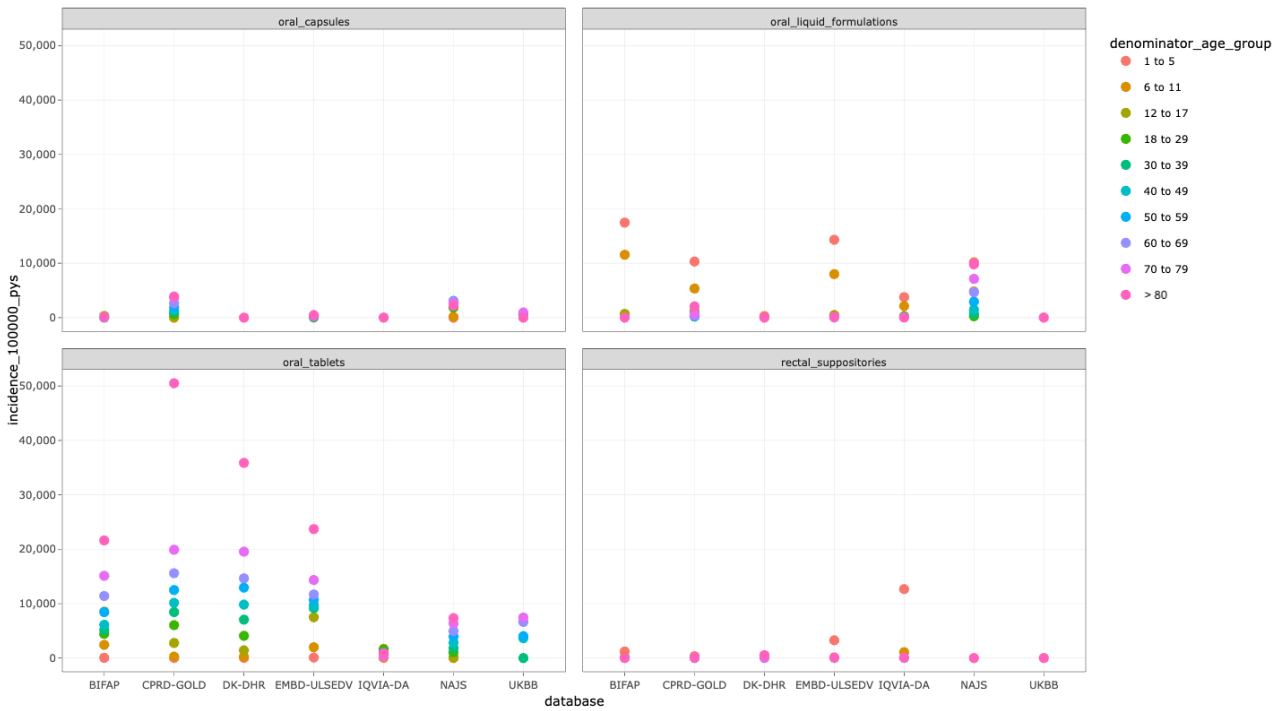 oral_capsules
oral_liquid_formulations
50,000
40,000
30,000
20,000
10,000
0
oral_tablets
rectal_suppositories
50,000
40,000
30,000
20,000
10,000
0
incidence_100000_pys
BIFAP CPRD-GOLD DK-DHR EMBD-ULSEDV IQVIA-DA NAJS UKBB
BIFAP CPRD-GOLD DK-DHR EMBD-ULSEDV IQVIA-DA NAJS UKBB
database
denominator_age_group
1 to 5
6 to 11
12 to 17
18 to 29
30 to 39
40 to 49
50 to 59
60 to 69
70 to 79
> 80